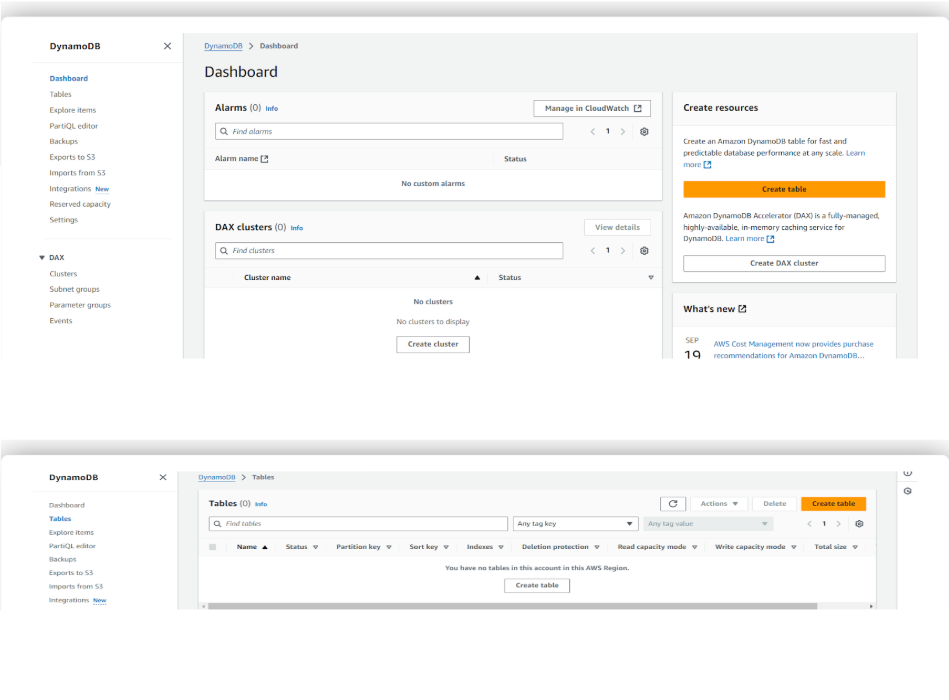 DynamoDB
Dashboard
Tables
Explore items
PartiQL editor
Backups
Exports to S3
Imports from S3
Integrations New
Reserved capacity
Settings
DAX
Clusters
Subnet groups
Parameter groups
Events
DynamoDB > Dashboard
Dashboard
Alarms (0) Info
Manage in CloudWatch
Find alarms
1
Alarm name
Status
No custom alarms
DAX clusters (0) Info
View details
Find clusters
1
Cluster name
Status
No clusters
No clusters to display
Create cluster
Create resources
Create an Amazon DynamoDB table for fast and
predictable database performance at any scale. Learn
more
Create table
Amazon DynamoDB Accelerator (DAX) is a fully-managed,
highly-available, in-memory caching service for
DynamoDB. Learn more
Create DAX cluster
What's new
SEP
19
AWS Cost Management now provides purchase
recommendations for Amazon DynamoDB...
DynamoDB
Dashboard
Tables
Explore items
PartiQL editor
Backups
Exports to S3
Imports from S3
Integrations New
DynamoDB > Tables
Tables (0) Info
Actions
Delete
Create table
Find tables
Any tag key
Any tag value
1
Name
Status
Partition key
Sort key
Indexes
Deletion protection
Read capacity mode
Write capacity mode
Total size
You have no tables in this account in this AWS Region.
Create table